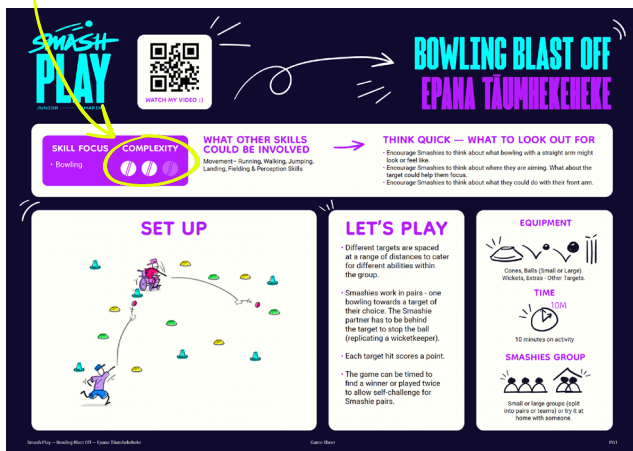 SMASH
PLAY
JUNIOR
WATCH MY VIDEO :)
BOWLING BLAST OFF
EPANA TĀUMHEKEHEKE
SKILL FOCUS
• Bowling
COMPLEXITY
WHAT OTHER SKILLS
COULD BE INVOLVED
Movement– Running, Walking, Jumping.
Landing, Fielding & Perception Skills
THINK QUICK — WHAT TO LOOK OUT FOR
• Encourage Smashies to think about what bowling with a straight arm might
look or feel like.
• Encourage Smashies to think about where they are aiming. What about the
target could help them focus.
• Encourage Smashies to think about what they could do with their front arm.
SET UP
LET'S PLAY
• Different targets are spaced
at a range of distances to cater
for different abilities within
the group.
• Smashies work in pairs - one
bowling towards a target of
their choice. The Smashie
partner has to be behind
the target to stop the ball
(replicating a wicketkeeper).
• Each target hit scores a point.
• The game can be timed to
find a winner or played twice
to allow self-challenge for
Smashie pairs.
EQUIPMENT
Cones, Balls (Small or Large)
Wickets, Extras - Other Targets.
TIME
10M
10 minutes on activity
SMASHIES GROUP
Small or large groups (split
into pairs or teams) or try it at
home with someone.
Smash Play — Bowling Blast Off — Epana Tāumhekeheke
Game Sheet
PG1